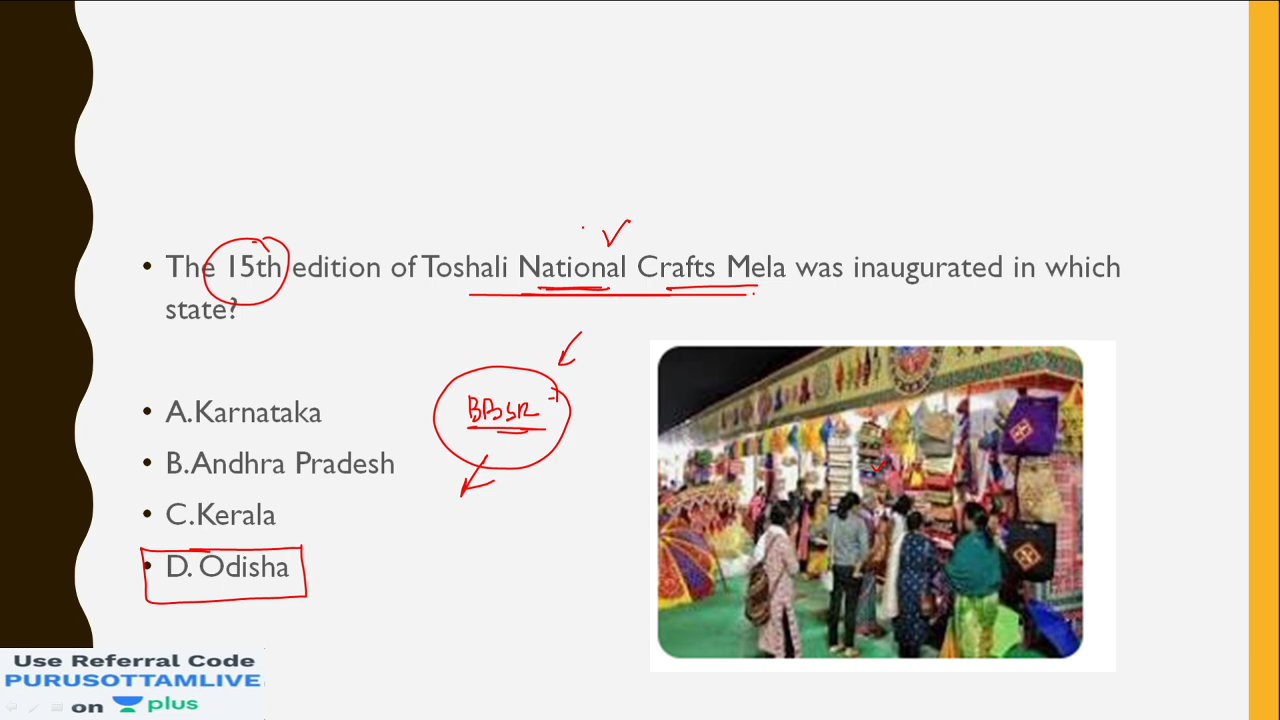 • The 15th edition of Toshali National Crafts Mela was inaugurated in which
state?
• A.Karnataka
BBSR
• B.Andhra Pradesh
• C.Kerala
• D. Odisha
Use Referral Code
PURUSOTTAMLIVE
on plus